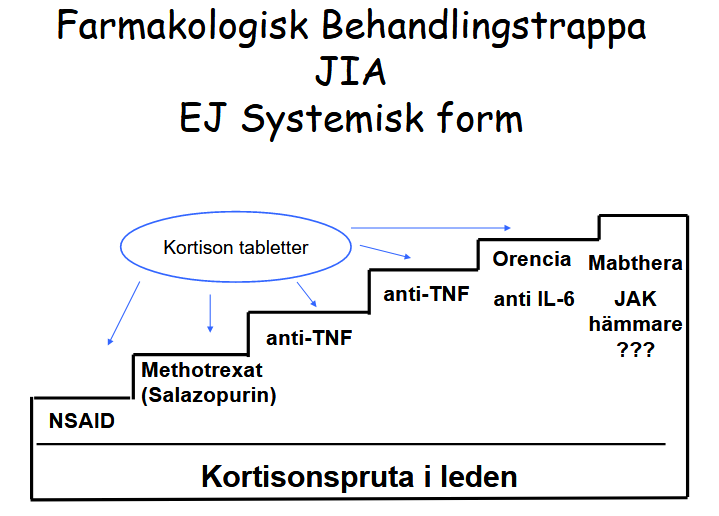 Farmakologisk Behandlingstrappa
JIA
EJ Systemisk form
Kortison tabletter
NSAID
Methotrexat
(Salazopurin)
anti-TNF
anti-TNF
Orencia
anti IL-6
Mabthera
JAK
hämmare
???
Kortisonspruta i leden